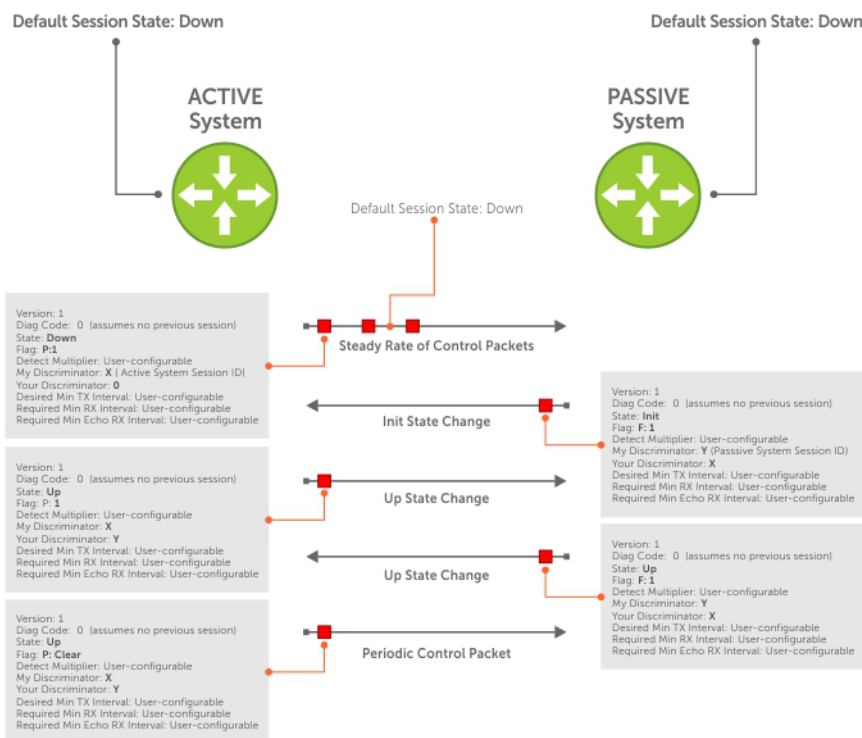 Default Session State: Down
Default Session State: Down
ACTIVE
System
PASSIVE
System
Default Session State: Down
Version: 1
Diag Code: 0 (assumes no previous session)
State: Down
Flag: P:1
Detect Multiplier: User-configurable
My Discriminator: X ( Active System Session ID)
Your Discriminator: 0
Desired Min TX Interval: User-configurable
Required Min RX Interval: User-configurable
Required Min Echo RX Interval: User-configurable
Steady Rate of Control Packets
Init State Change
Version: 1
Diag Code: 0 (assumes no previous session)
State: Init
Flag: F: 1
Detect Multiplier: User-configurable
My Discriminator: Y (Passsive System Session ID)
Your Discriminator: X
Desired Min TX Interval: User-configurable
Required Min RX Interval: User-configurable
Required Min Echo RX Interval: User-configurable
Version: 1
Diag Code: 0 (assumes no previous session)
State: Up
Flag: P: 1
Detect Multiplier: User-configurable
My Discriminator: X
Your Discriminator: Y
Desired Min TX Interval: User-configurable
Required Min RX Interval: User-configurable
Required Min Echo RX Interval: User-configurable
Up State Change
Up State Change
Version: 1
Diag Code: 0 (assumes no previous session)
State: Up
Flag: F: 1
Detect Multiplier: User-configurable
My Discriminator: Y
Your Discriminator: X
Desired Min TX Interval: User-configurable
Required Min RX Interval: User-configurable
Required Min Echo RX Interval: User-configurable
Version: 1
Diag Code: 0 (assumes no previous session)
State: Up
Flag: P: Clear
Detect Multiplier: User-configurable
My Discriminator: X
Your Discriminator: Y
Desired Min TX Interval: User-configurable
Required Min RX Interval: User-configurable
Required Min Echo RX Interval: User-configurable
Periodic Control Packet